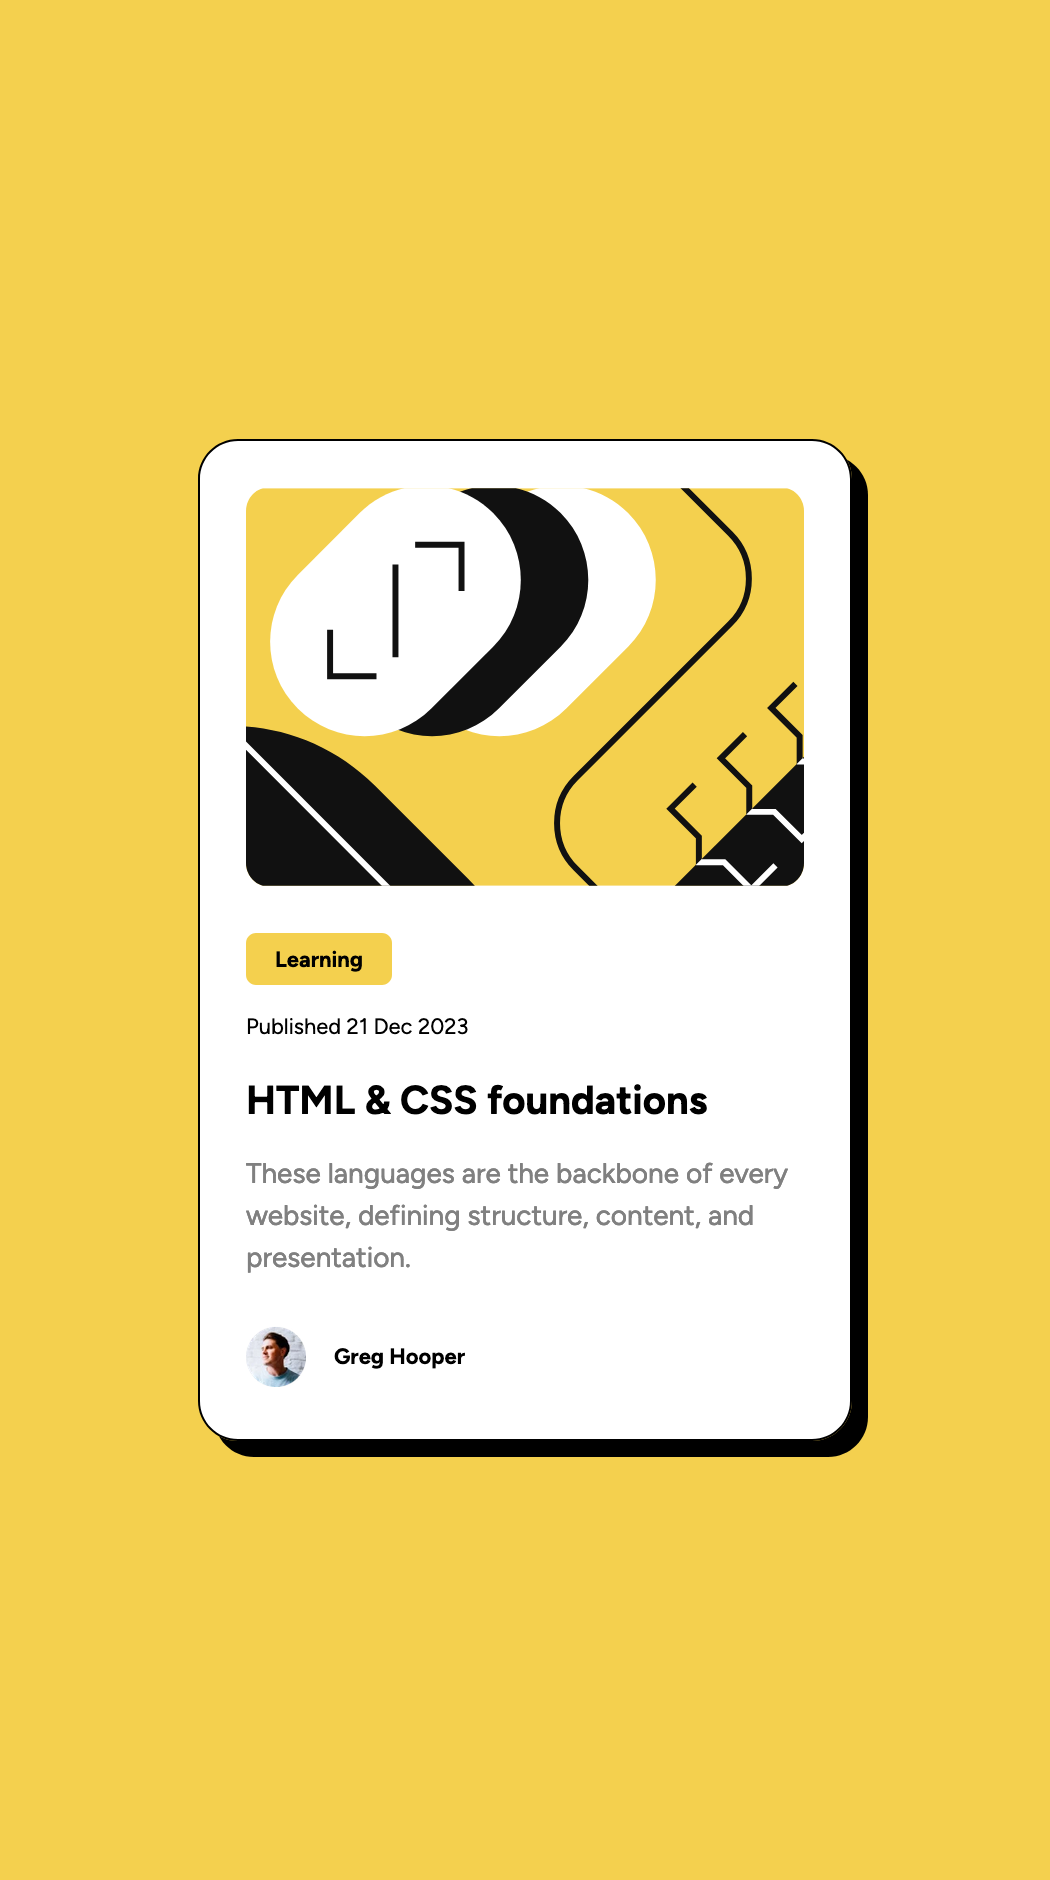 Learning
Published 21 Dec 2023
HTML & CSS foundations
These languages are the backbone of every
website, defining structure, content, and
presentation.
Greg Hooper